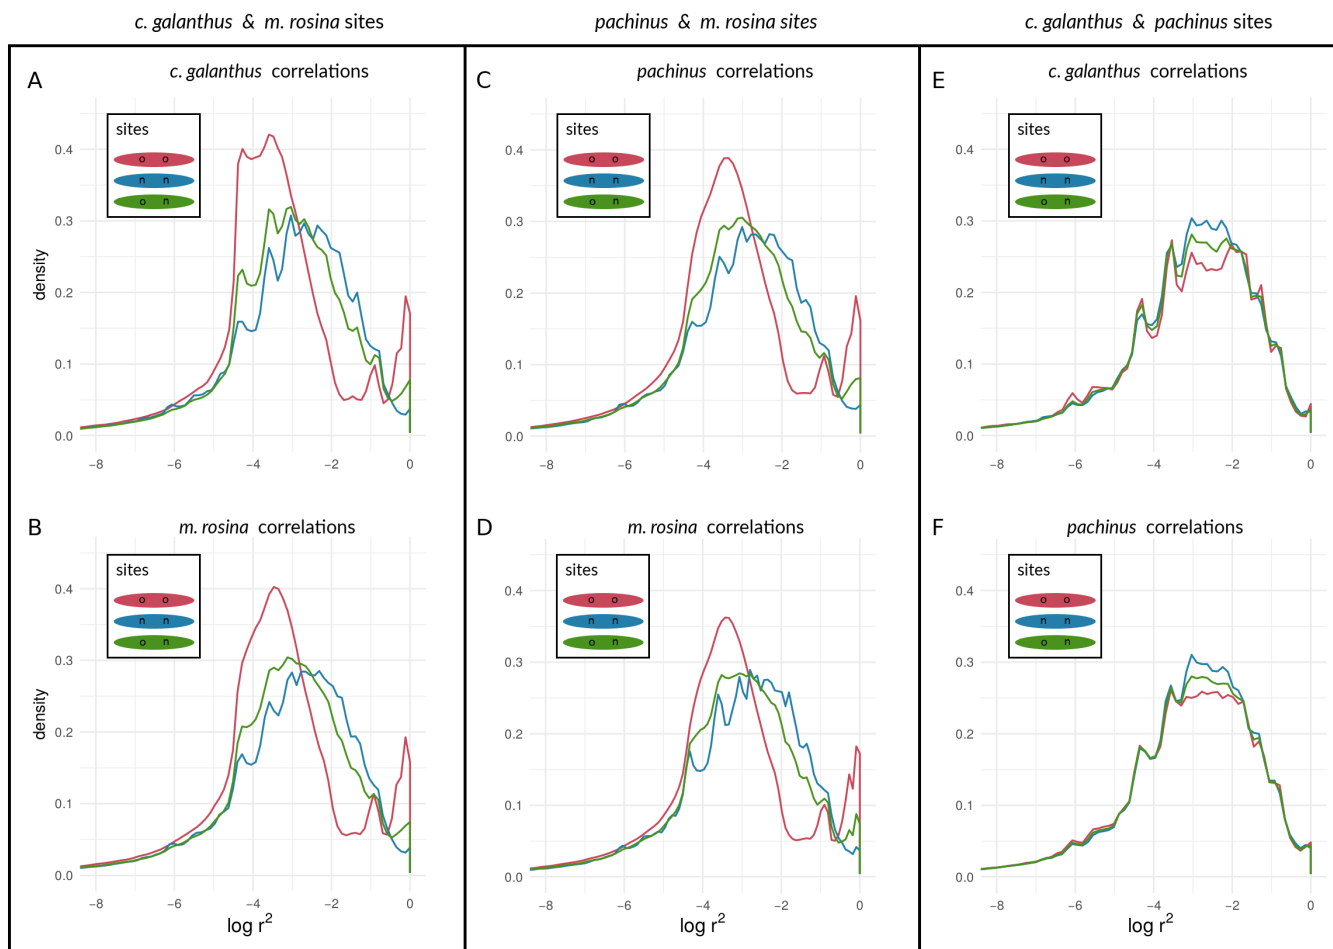 c. galanthus & m. rosina sites
pachinus & m. rosina sites
c. galanthus & pachinus sites
A
c. galanthus correlations
sites
o o
n n
o n
density
0.4
0.3
0.2
0.1
0.0
−8 −6 −4 −2 0
C
pachinus correlations
sites
o o
n n
o n
0.4
0.3
0.2
0.1
0.0
−8 −6 −4 −2 0
E
c. galanthus correlations
sites
o o
n n
o n
0.4
0.3
0.2
0.1
0.0
−8 −6 −4 −2 0
B
m. rosina correlations
sites
o o
n n
o n
density
0.4
0.3
0.2
0.1
0.0
−8 −6 −4 −2 0
log r²
D
m. rosina correlations
sites
o o
n n
o n
0.4
0.3
0.2
0.1
0.0
−8 −6 −4 −2 0
log r²
F
pachinus correlations
sites
o o
n n
o n
0.4
0.3
0.2
0.1
0.0
−8 −6 −4 −2 0
log r²